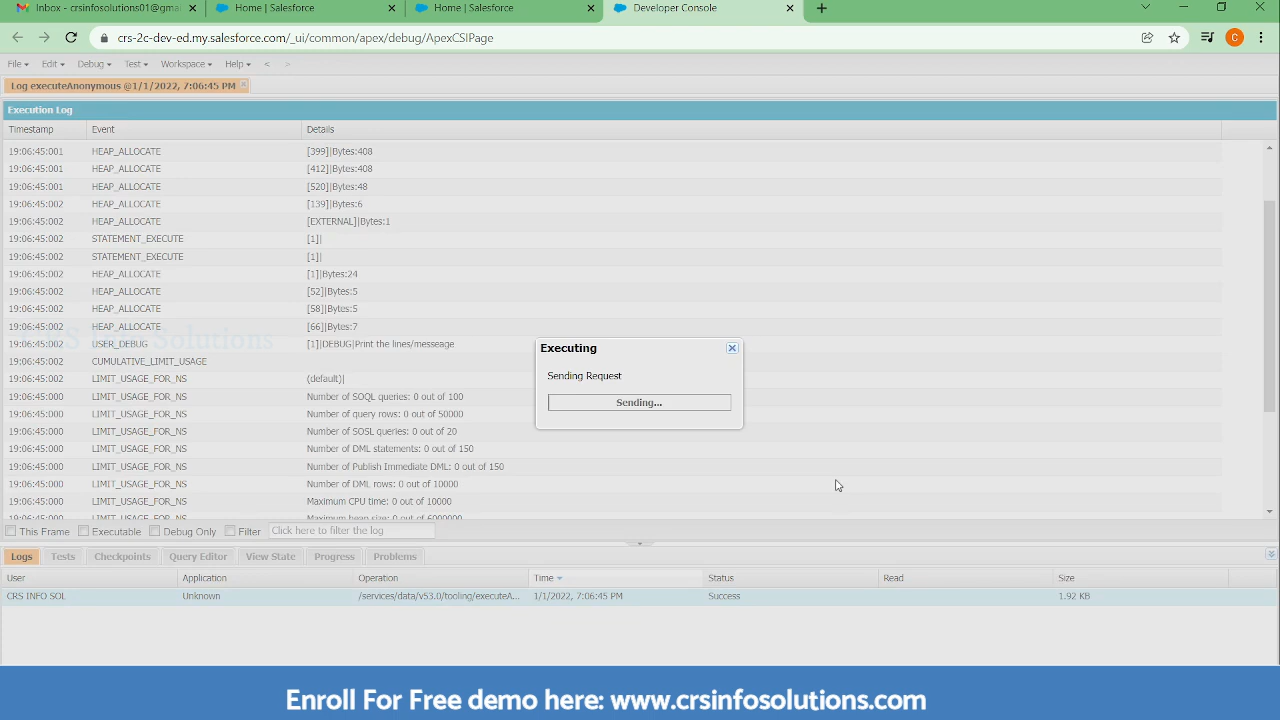 Inbox - crsinfosolutions01@gmai
Home | Salesforce
Home | Salesforce
Developer Console
crs-2c-dev-ed.my.salesforce.com/_ui/common/apex/debug/ApexCSIPage
C
File Edit Debug Test Workspace Help < >
Log executeAnonymous @1/1/2022, 7:06:45 PM
Execution Log
Timestamp Event Details
19:06:45:001 HEAP_ALLOCATE [399]|Bytes:408
19:06:45:001 HEAP_ALLOCATE [412]|Bytes:408
19:06:45:001 HEAP_ALLOCATE [520]|Bytes:48
19:06:45:002 HEAP_ALLOCATE [139]|Bytes:6
19:06:45:002 HEAP_ALLOCATE [EXTERNAL]|Bytes:1
19:06:45:002 STATEMENT_EXECUTE [1]|
19:06:45:002 STATEMENT_EXECUTE [1]|
19:06:45:002 HEAP_ALLOCATE [1]|Bytes:24
19:06:45:002 HEAP_ALLOCATE [52]|Bytes:5
19:06:45:002 HEAP_ALLOCATE [58]|Bytes:5
19:06:45:002 HEAP_ALLOCATE [66]|Bytes:7
19:06:45:002 USER_DEBUG [1]|DEBUG|Print the lines/messeage
19:06:45:002 CUMULATIVE_LIMIT_USAGE
19:06:45:002 LIMIT_USAGE_FOR_NS (default)|
19:06:45:000 LIMIT_USAGE_FOR_NS Number of SOQL queries: 0 out of 100
19:06:45:000 LIMIT_USAGE_FOR_NS Number of query rows: 0 out of 50000
19:06:45:000 LIMIT_USAGE_FOR_NS Number of SOSL queries: 0 out of 20
19:06:45:000 LIMIT_USAGE_FOR_NS Number of DML statements: 0 out of 150
19:06:45:000 LIMIT_USAGE_FOR_NS Number of Publish Immediate DML: 0 out of 150
19:06:45:000 LIMIT_USAGE_FOR_NS Number of DML rows: 0 out of 10000
19:06:45:000 LIMIT_USAGE_FOR_NS Maximum CPU time: 0 out of 10000
19:06:45:000 LIMIT_USAGE_FOR_NS Maximum heap size: 0 out of 6000000
Solutions
Executing
Sending Request
Sending...
This Frame Executable Debug Only Filter Click here to filter the log
Logs Tests Checkpoints Query Editor View State Progress Problems
User Application Operation Time Status Read Size
CRS INFO SOL Unknown /services/data/v53.0/tooling/executeA... 1/1/2022, 7:06:45 PM Success 1.92 KB
Enroll For Free demo here: www.crsinfosolutions.com